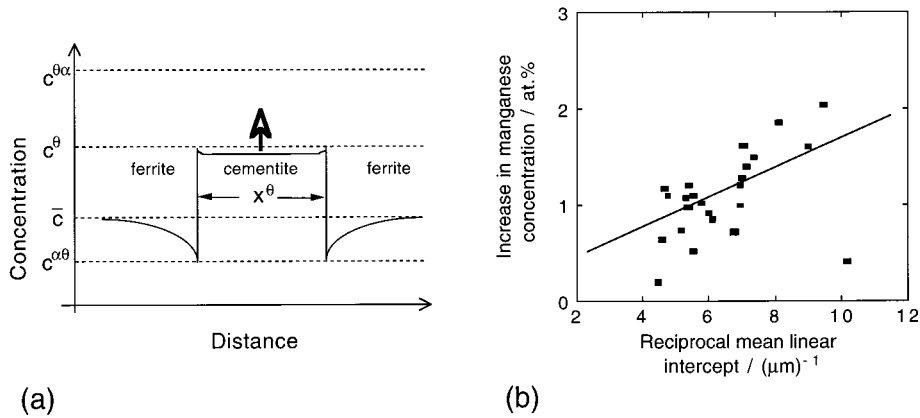 Concentration
c^θα
c^θ
c̄
c^αθ
ferrite
cementite
ferrite
x^θ
Distance
(a)
Increase in manganese
concentration / at.%
3
2
1
0
2
4
6
8
10
12
Reciprocal mean linear
intercept / (μm)^-1
(b)